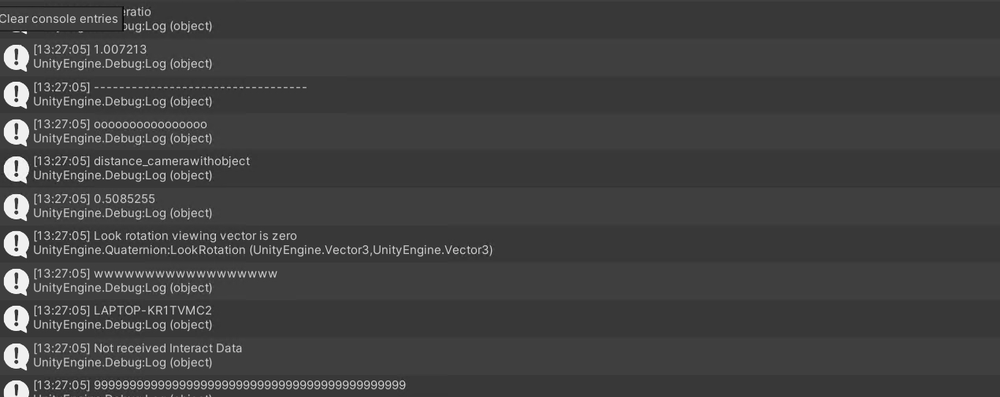 eratio
Clear console entries
bug:Log (object)
[13:27:05] 1.007213
UnityEngine.Debug:Log (object)
[13:27:05] ----------------------------------
UnityEngine.Debug:Log (object)
[13:27:05] oooooooooooooooo
UnityEngine.Debug:Log (object)
[13:27:05] distance_camerawithobject
UnityEngine.Debug:Log (object)
[13:27:05] 0.5085255
UnityEngine.Debug:Log (object)
[13:27:05] Look rotation viewing vector is zero
UnityEngine.Quaternion:LookRotation (UnityEngine.Vector3,UnityEngine.Vector3)
[13:27:05] wwwwwwwwwwwwwwwwww
UnityEngine.Debug:Log (object)
[13:27:05] LAPTOP-KR1TVMC2
UnityEngine.Debug:Log (object)
[13:27:05] Not received Interact Data
UnityEngine.Debug:Log (object)
[13:27:05] 99999999999999999999999999999999999999999999
UnityEngine.Debug:Log (object)